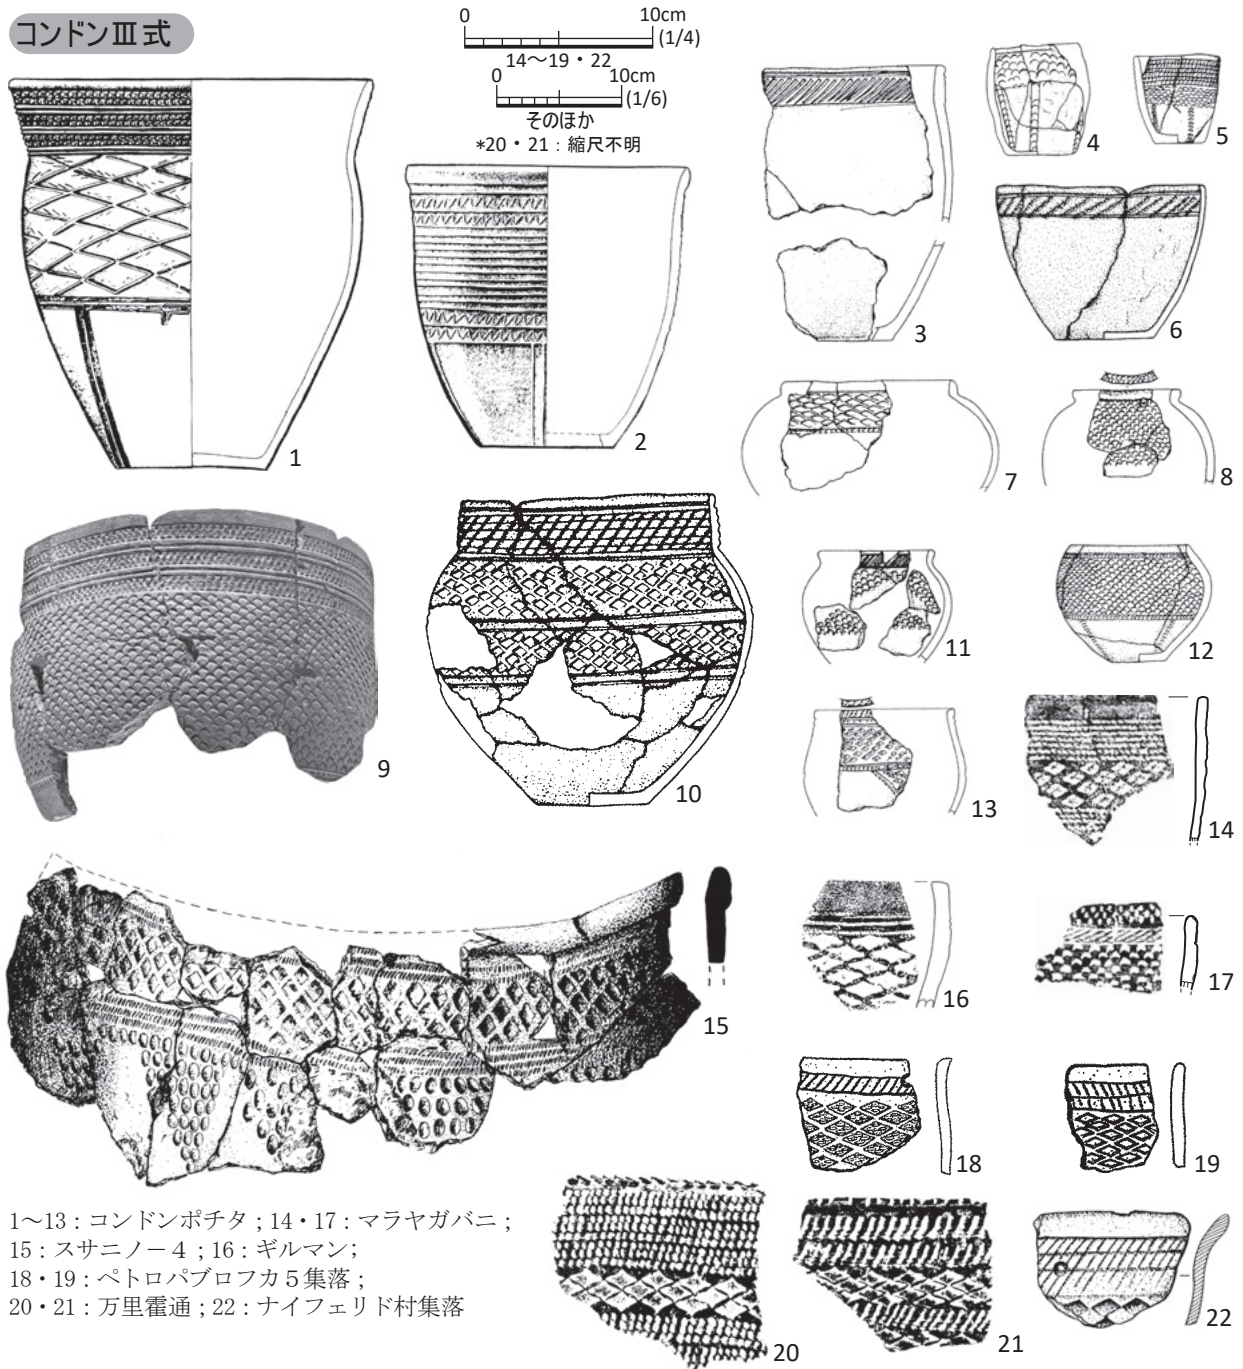 コンドンⅢ式
0 10cm
(1/4)
14～19・22
0 10cm
(1/6)
そのほか
*20・21：縮尺不明
1
2
3
4
5
6
7
8
9
10
11
12
13
14
15
16
17
18
19
20
21
22
1～13：コンドンポチタ；14・17：マラヤガバニ；
15：スサニノ－４；16：ギルマン；
18・19：ペトロパブロフカ５集落；
20・21：万里霍通；22：ナイフェリド村集落